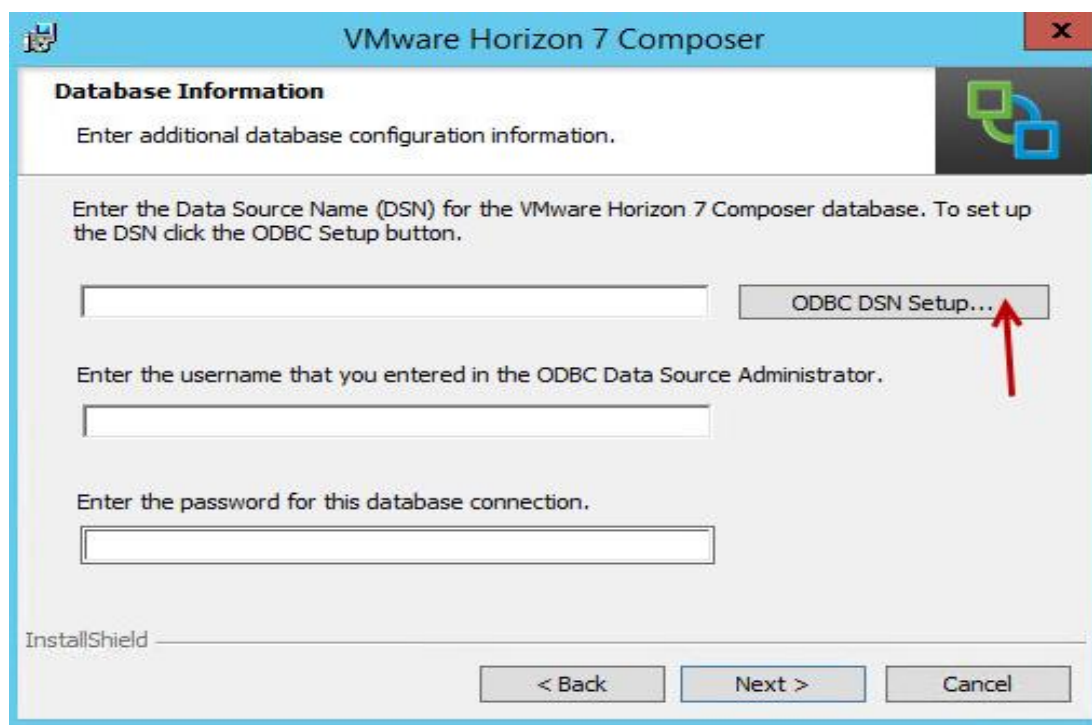 VMware Horizon 7 Composer
x
Database Information
Enter additional database configuration information.
Enter the Data Source Name (DSN) for the VMware Horizon 7 Composer database. To set up
the DSN click the ODBC Setup button.
ODBC DSN Setup...
Enter the username that you entered in the ODBC Data Source Administrator.
Enter the password for this database connection.
InstallShield
< Back
Next >
Cancel